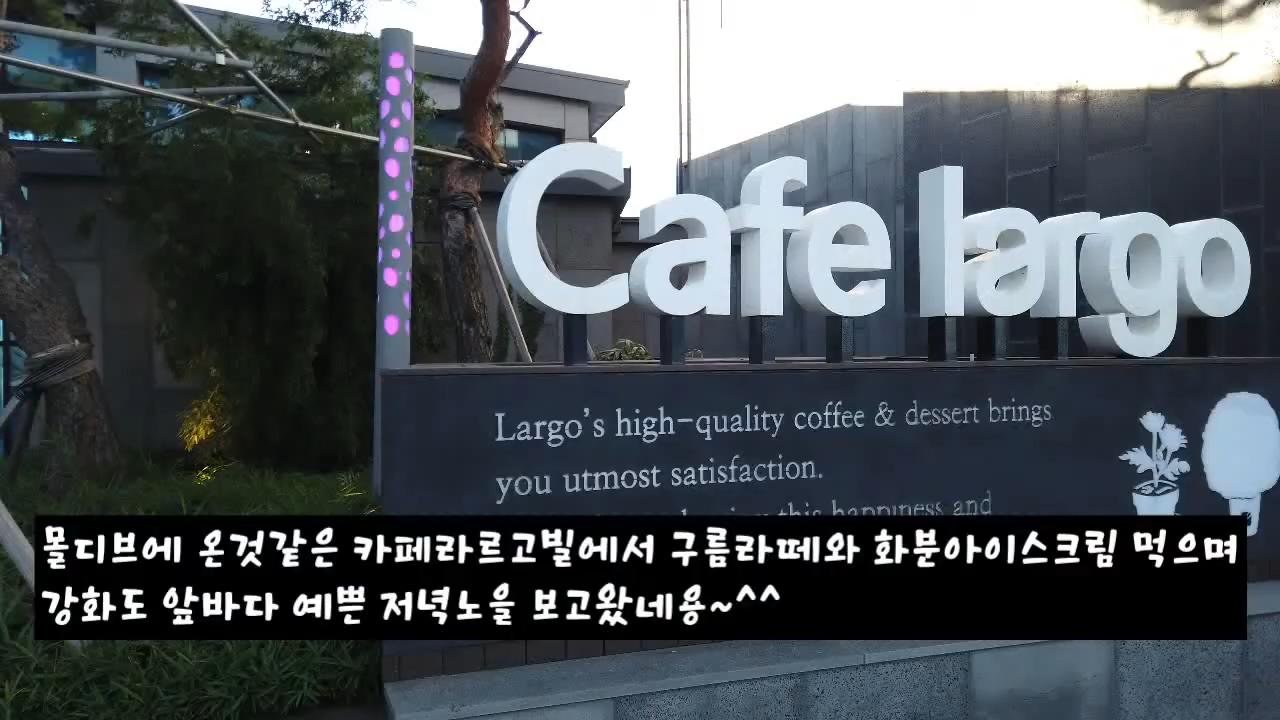 Cafe largo
Largo's high-quality coffee & dessert brings
you utmost satisfaction.
this happiness and
몰디브에 온것같은 카페라르고빌에서 구름라떼와 화분아이스크림 먹으며
강화도 앞바다 예쁜 저녁노을 보고왔네용~^^